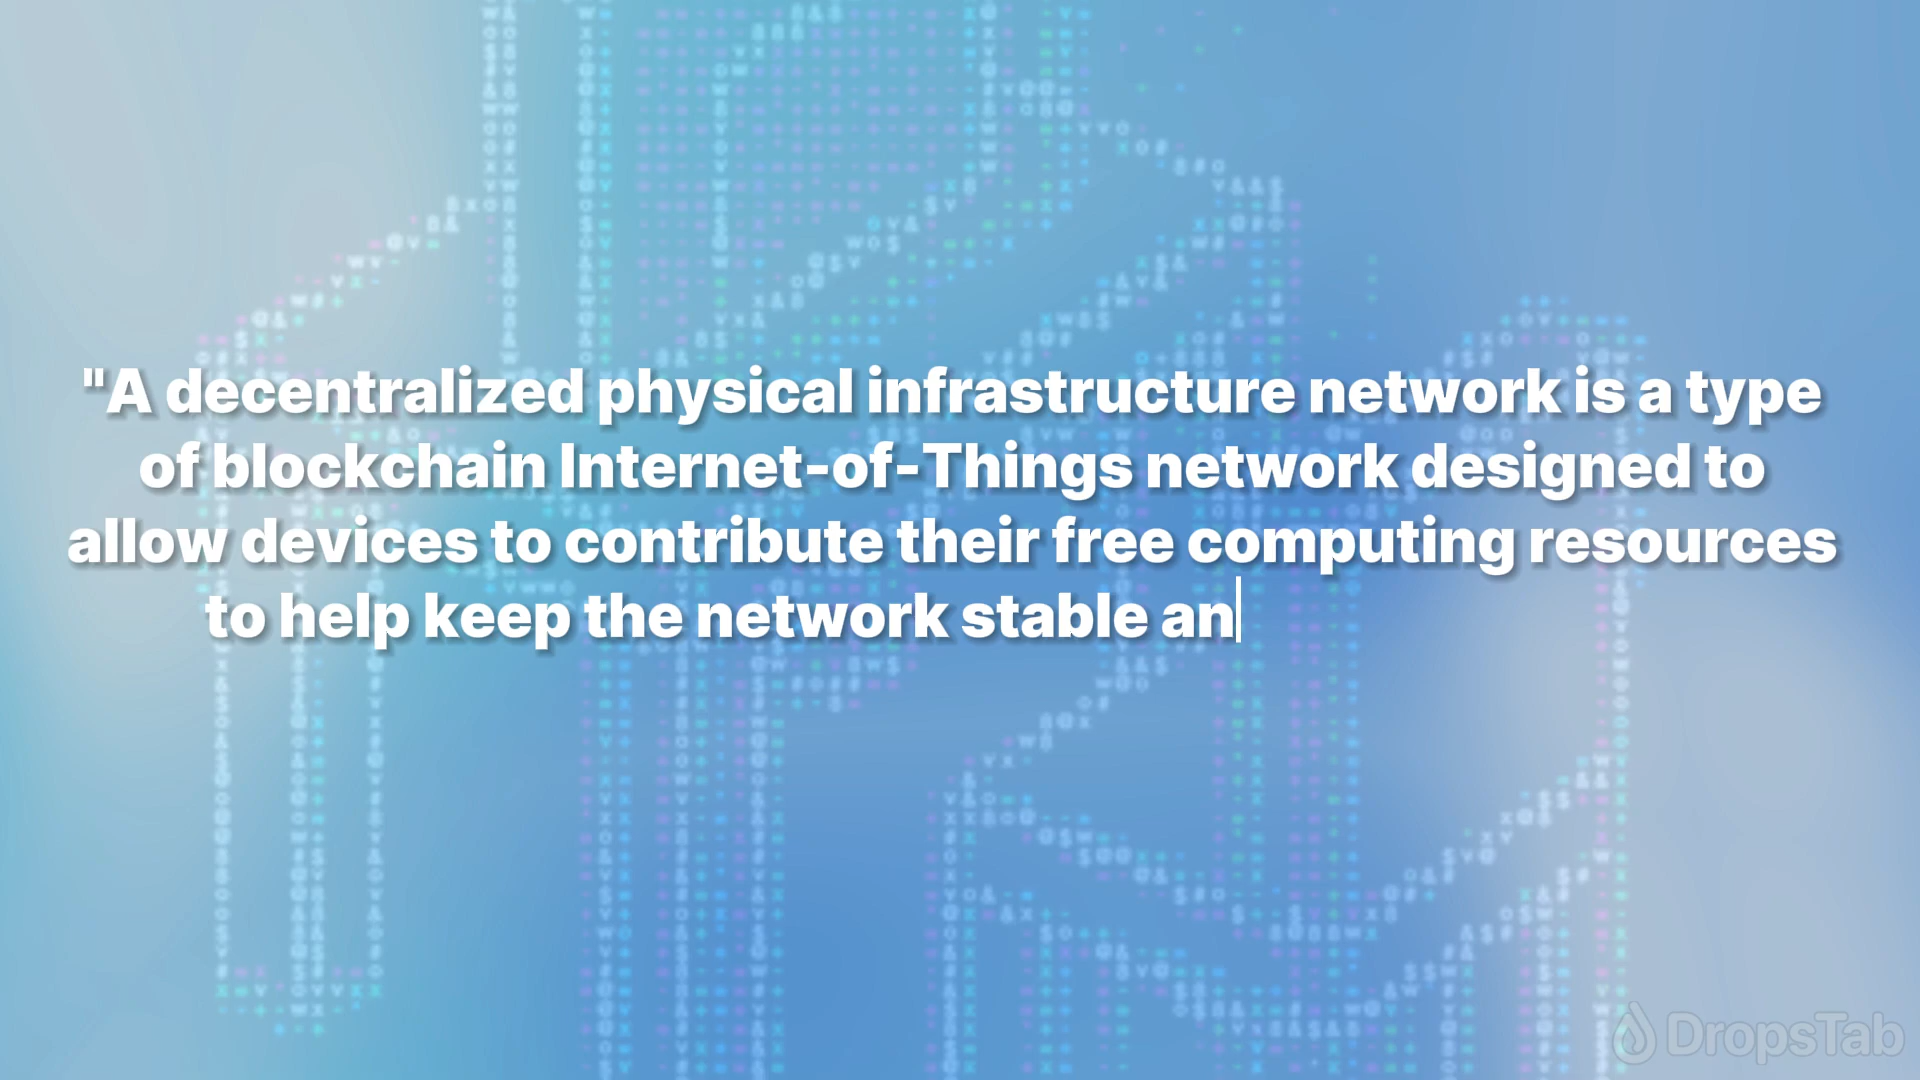 "A decentralized physical infrastructure network is a type
of blockchain Internet-of-Things network designed to
allow devices to contribute their free computing resources
to help keep the network stable an
DropsTab